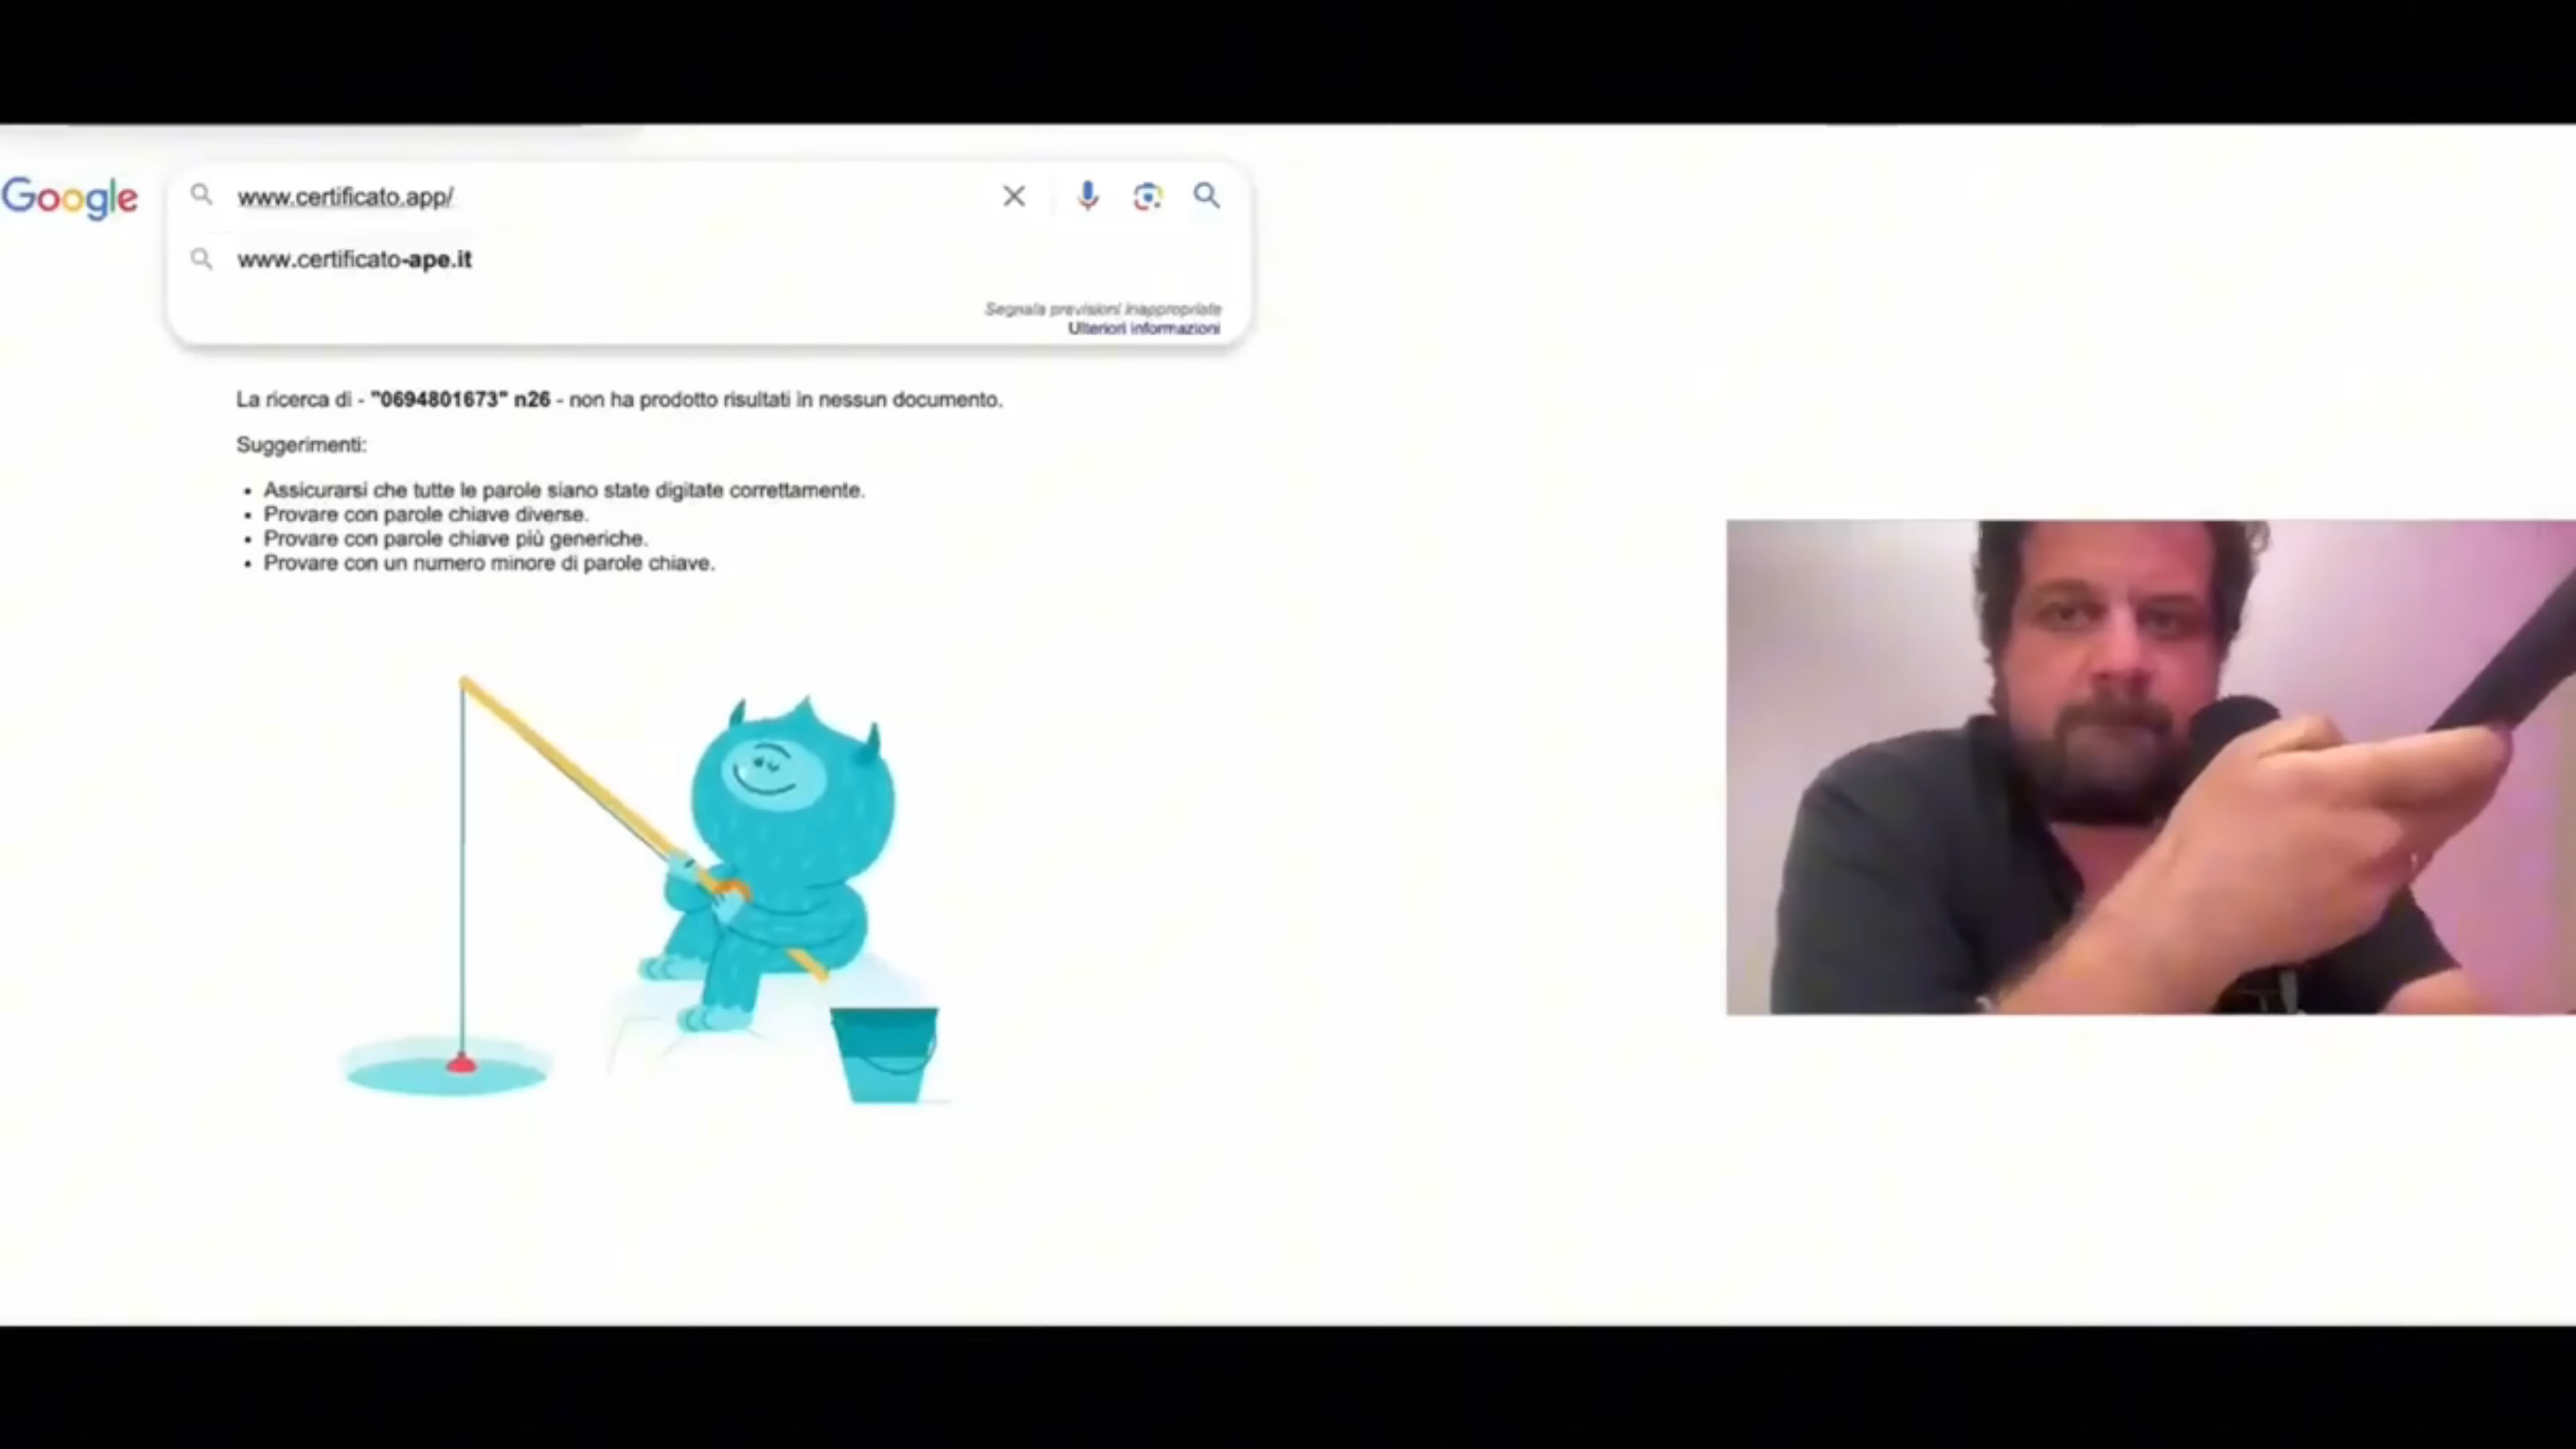 Google
www.certificato.app/
www.certificato-ape.it
Segnala previsioni inappropriate
Ulteriori informazioni
La ricerca di - "0694801673" n26 - non ha prodotto risultati in nessun documento.
Suggerimenti:
• Assicurarsi che tutte le parole siano state digitate correttamente.
• Provare con parole chiave diverse.
• Provare con parole chiave più generiche.
• Provare con un numero minore di parole chiave.